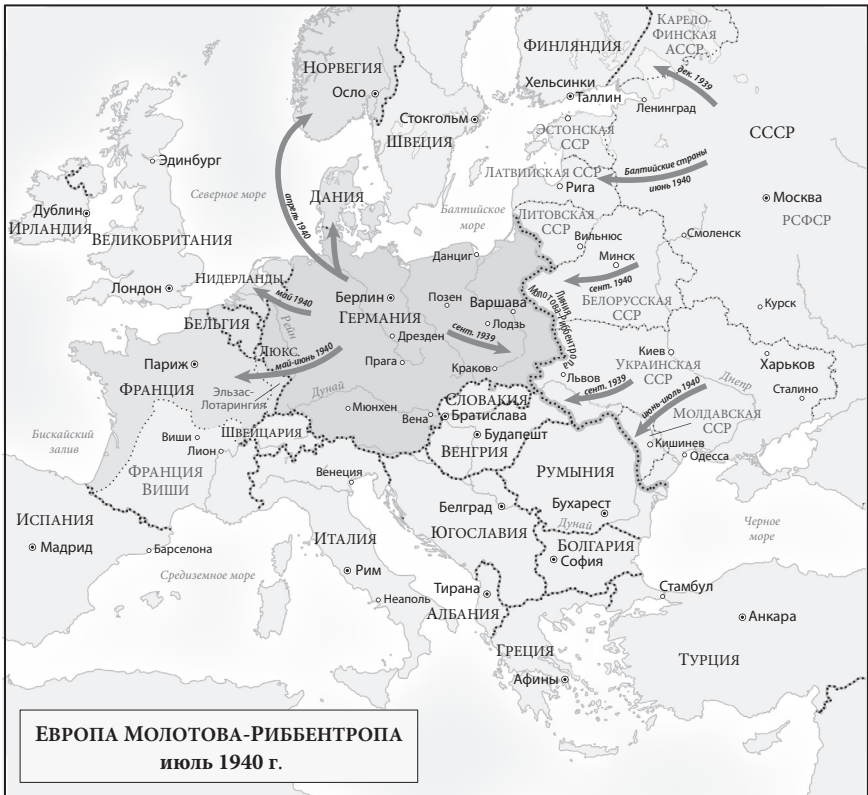 КАРЕЛО-
ФИНСКАЯ
АССР
ФИНЛЯНДИЯ
НОРВЕГИЯ
дек. 1939
Хельсинки
Осло
Таллин
Ленинград
Стокгольм
ЭСТОНСКАЯ
ССР
СССР
ШВЕЦИЯ
Эдинбург
Северное море
апрель 1940
ДАНИЯ
ЛАТВИЙСКАЯ ССР
Балтийские страны
июнь 1940
Рига
Москва
РСФСР
Дублин
ИРЛАНДИЯ
ВЕЛИКОБРИТАНИЯ
Балтийское
море
ЛИТОВСКАЯ
ССР
Вильнюс
Смоленск
Данциг
Минск
НИДЕРЛАНДЫ
Лондон
май 1940
Берлин
ГЕРМАНИЯ
Позен
Варшава
Линия
Молотова-Риббентропа
сент. 1940
БЕЛОРУССКАЯ
ССР
Курск
БЕЛЬГИЯ
Рейн
Дрезден
Лодзь
сент. 1939
ЛЮКС.
май-июнь 1940
Прага
Краков
Киев
УКРАИНСКАЯ
ССР
Харьков
Париж
ФРАНЦИЯ
Эльзас-
Лотарингия
Дунай
Львов
сент. 1939
июнь-июль 1940
Днепр
Сталино
Мюнхен
СЛОВАКИЯ
Вена
Братислава
МОЛДАВСКАЯ
ССР
Бискайский
залив
Виши
Лион
ШВЕЙЦАРИЯ
Будапешт
ВЕНГРИЯ
Кишинев
Одесса
ФРАНЦИЯ
ВИШИ
Венеция
РУМЫНИЯ
Белград
Бухарест
ИСПАНИЯ
Мадрид
Барселона
ИТАЛИЯ
ЮГОСЛАВИЯ
Дунай
Черное
море
БОЛГАРИЯ
София
Средиземное море
Рим
Тирана
Стамбул
Неаполь
АЛБАНИЯ
Анкара
ГРЕЦИЯ
ТУРЦИЯ
Афины
ЕВРОПА МОЛОТОВА-РИББЕНТРОПА
июль 1940 г.